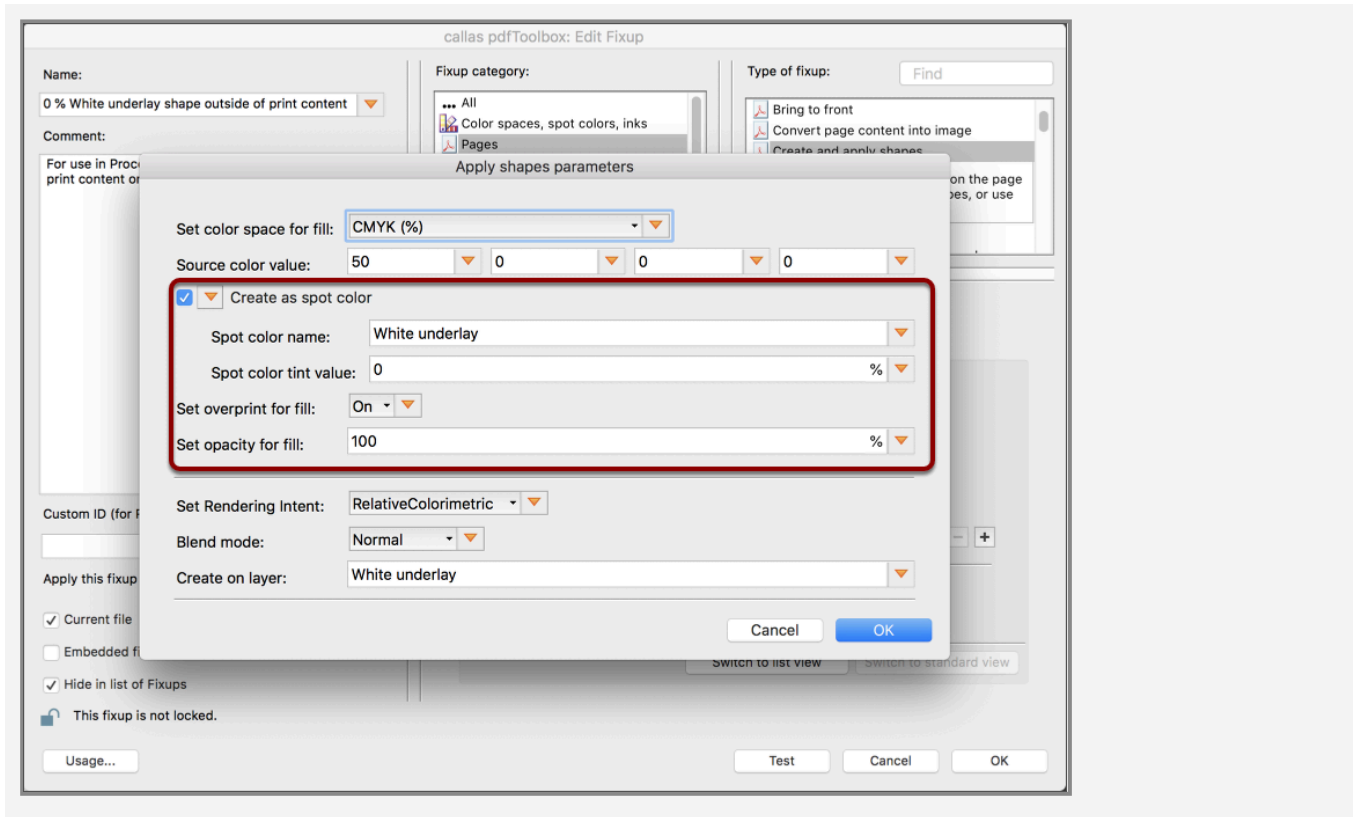 callas pdfToolbox: Edit Fixup
Name:
0 % White underlay shape outside of print content
Comment:
For use in Proc
print content or
Custom ID (for
Apply this fixup
Current file
Embedded fi
Hide in list of Fixups
This fixup is not locked.
Usage...
Fixup category:
... All
Color spaces, spot colors, inks
Pages
Type of fixup:
Find
Bring to front
Convert page content into image
Create and apply shapes
on the page
pes, or use
Apply shapes parameters
Set color space for fill: CMYK (%)
Source color value: 50 0 0 0
Create as spot color
Spot color name: White underlay
Spot color tint value: 0 %
Set overprint for fill: On
Set opacity for fill: 100 %
Set Rendering Intent: RelativeColorimetric
Blend mode: Normal
Create on layer: White underlay
Cancel OK
Switch to list view Switch to standard view
Test Cancel OK